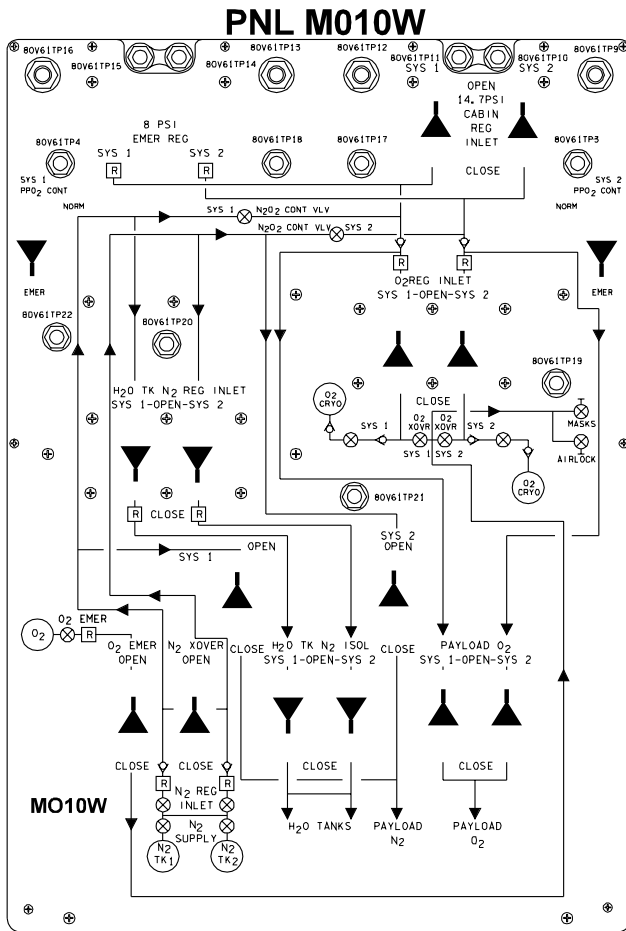 PNL M010W
80V61TP16
80V61TP15
80V61TP14
80V61TP13
80V61TP12
80V61TP11
SYS 1
80V61TP10
SYS 2
80V61TP9
OPEN
14.7PSI
CABIN
REG
INLET
CLOSE
8 PSI
EMER REG
SYS 1
SYS 2
R
R
80V61TP4
80V61TP18
80V61TP17
80V61TP3
SYS 1
PPO2 CONT
SYS 2
PPO2 CONT
NORM
NORM
SYS 1
N2O2 CONT VLV
N2O2 CONT VLV
SYS 2
EMER
EMER
R
R
O2REG INLET
SYS 1-OPEN-SYS 2
80V61TP22
80V61TP20
80V61TP19
H2O TK N2 REG INLET
SYS 1-OPEN-SYS 2
CLOSE
O2
CRYO
SYS 1
O2
XOVR
O2
XOVR
SYS 2
SYS 1
SYS 2
MASKS
AIRLOCK
O2
CRYO
80V61TP21
R
CLOSE
R
SYS 1
OPEN
SYS 2
OPEN
O2
O2 EMER
R
O2 EMER
OPEN
N2 XOVER
OPEN
CLOSE
H2O TK N2 ISOL
SYS 1-OPEN-SYS 2
CLOSE
PAYLOAD O2
SYS 1-OPEN-SYS 2
CLOSE
CLOSE
CLOSE
CLOSE
R
R
N2 REG
INLET
MO10W
N2
SUPPLY
N2
TK1
N2
TK2
H2O TANKS
PAYLOAD
N2
PAYLOAD
O2